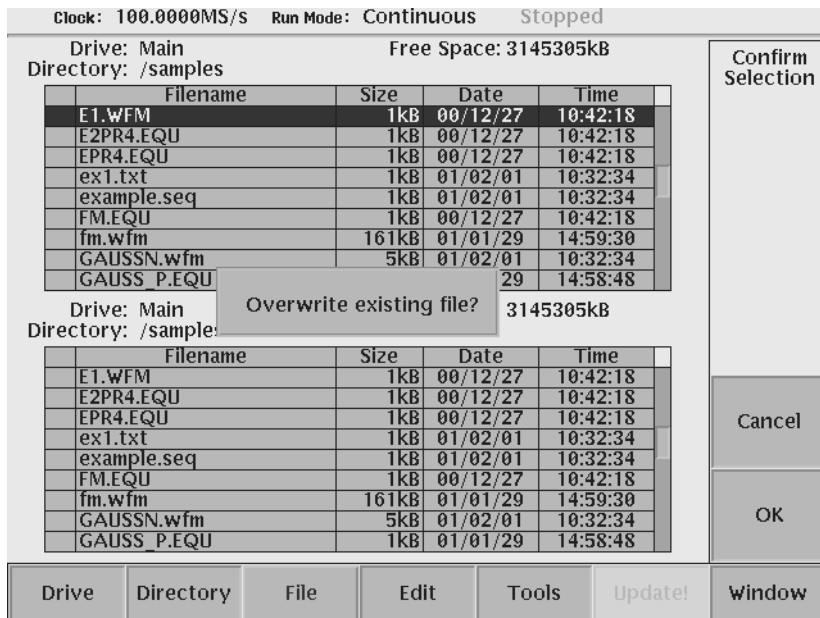 Clock: 100.0000MS/s Run Mode: Continuous Stopped
Drive: Main Free Space: 3145305kB
Directory: /samples
Filename Size Date Time
E1.WFM 1kB 00/12/27 10:42:18
E2PR4.EQU 1kB 00/12/27 10:42:18
EPR4.EQU 1kB 00/12/27 10:42:18
ex1.txt 1kB 01/02/01 10:32:34
example.seq 1kB 01/02/01 10:32:34
FM.EQU 1kB 00/12/27 10:42:18
fm.wfm 161kB 01/01/29 14:59:30
GAUSSN.wfm 5kB 01/02/01 10:32:34
GAUSS_P.EQU 29 14:58:48
Overwrite existing file?
Drive: Main 3145305kB
Directory: /sample
Filename Size Date Time
E1.WFM 1kB 00/12/27 10:42:18
E2PR4.EQU 1kB 00/12/27 10:42:18
EPR4.EQU 1kB 00/12/27 10:42:18
ex1.txt 1kB 01/02/01 10:32:34
example.seq 1kB 01/02/01 10:32:34
FM.EQU 1kB 00/12/27 10:42:18
fm.wfm 161kB 01/01/29 14:59:30
GAUSSN.wfm 5kB 01/02/01 10:32:34
GAUSS_P.EQU 1kB 01/01/29 14:58:48
Confirm
Selection
Cancel
OK
Drive Directory File Edit Tools Update! Window